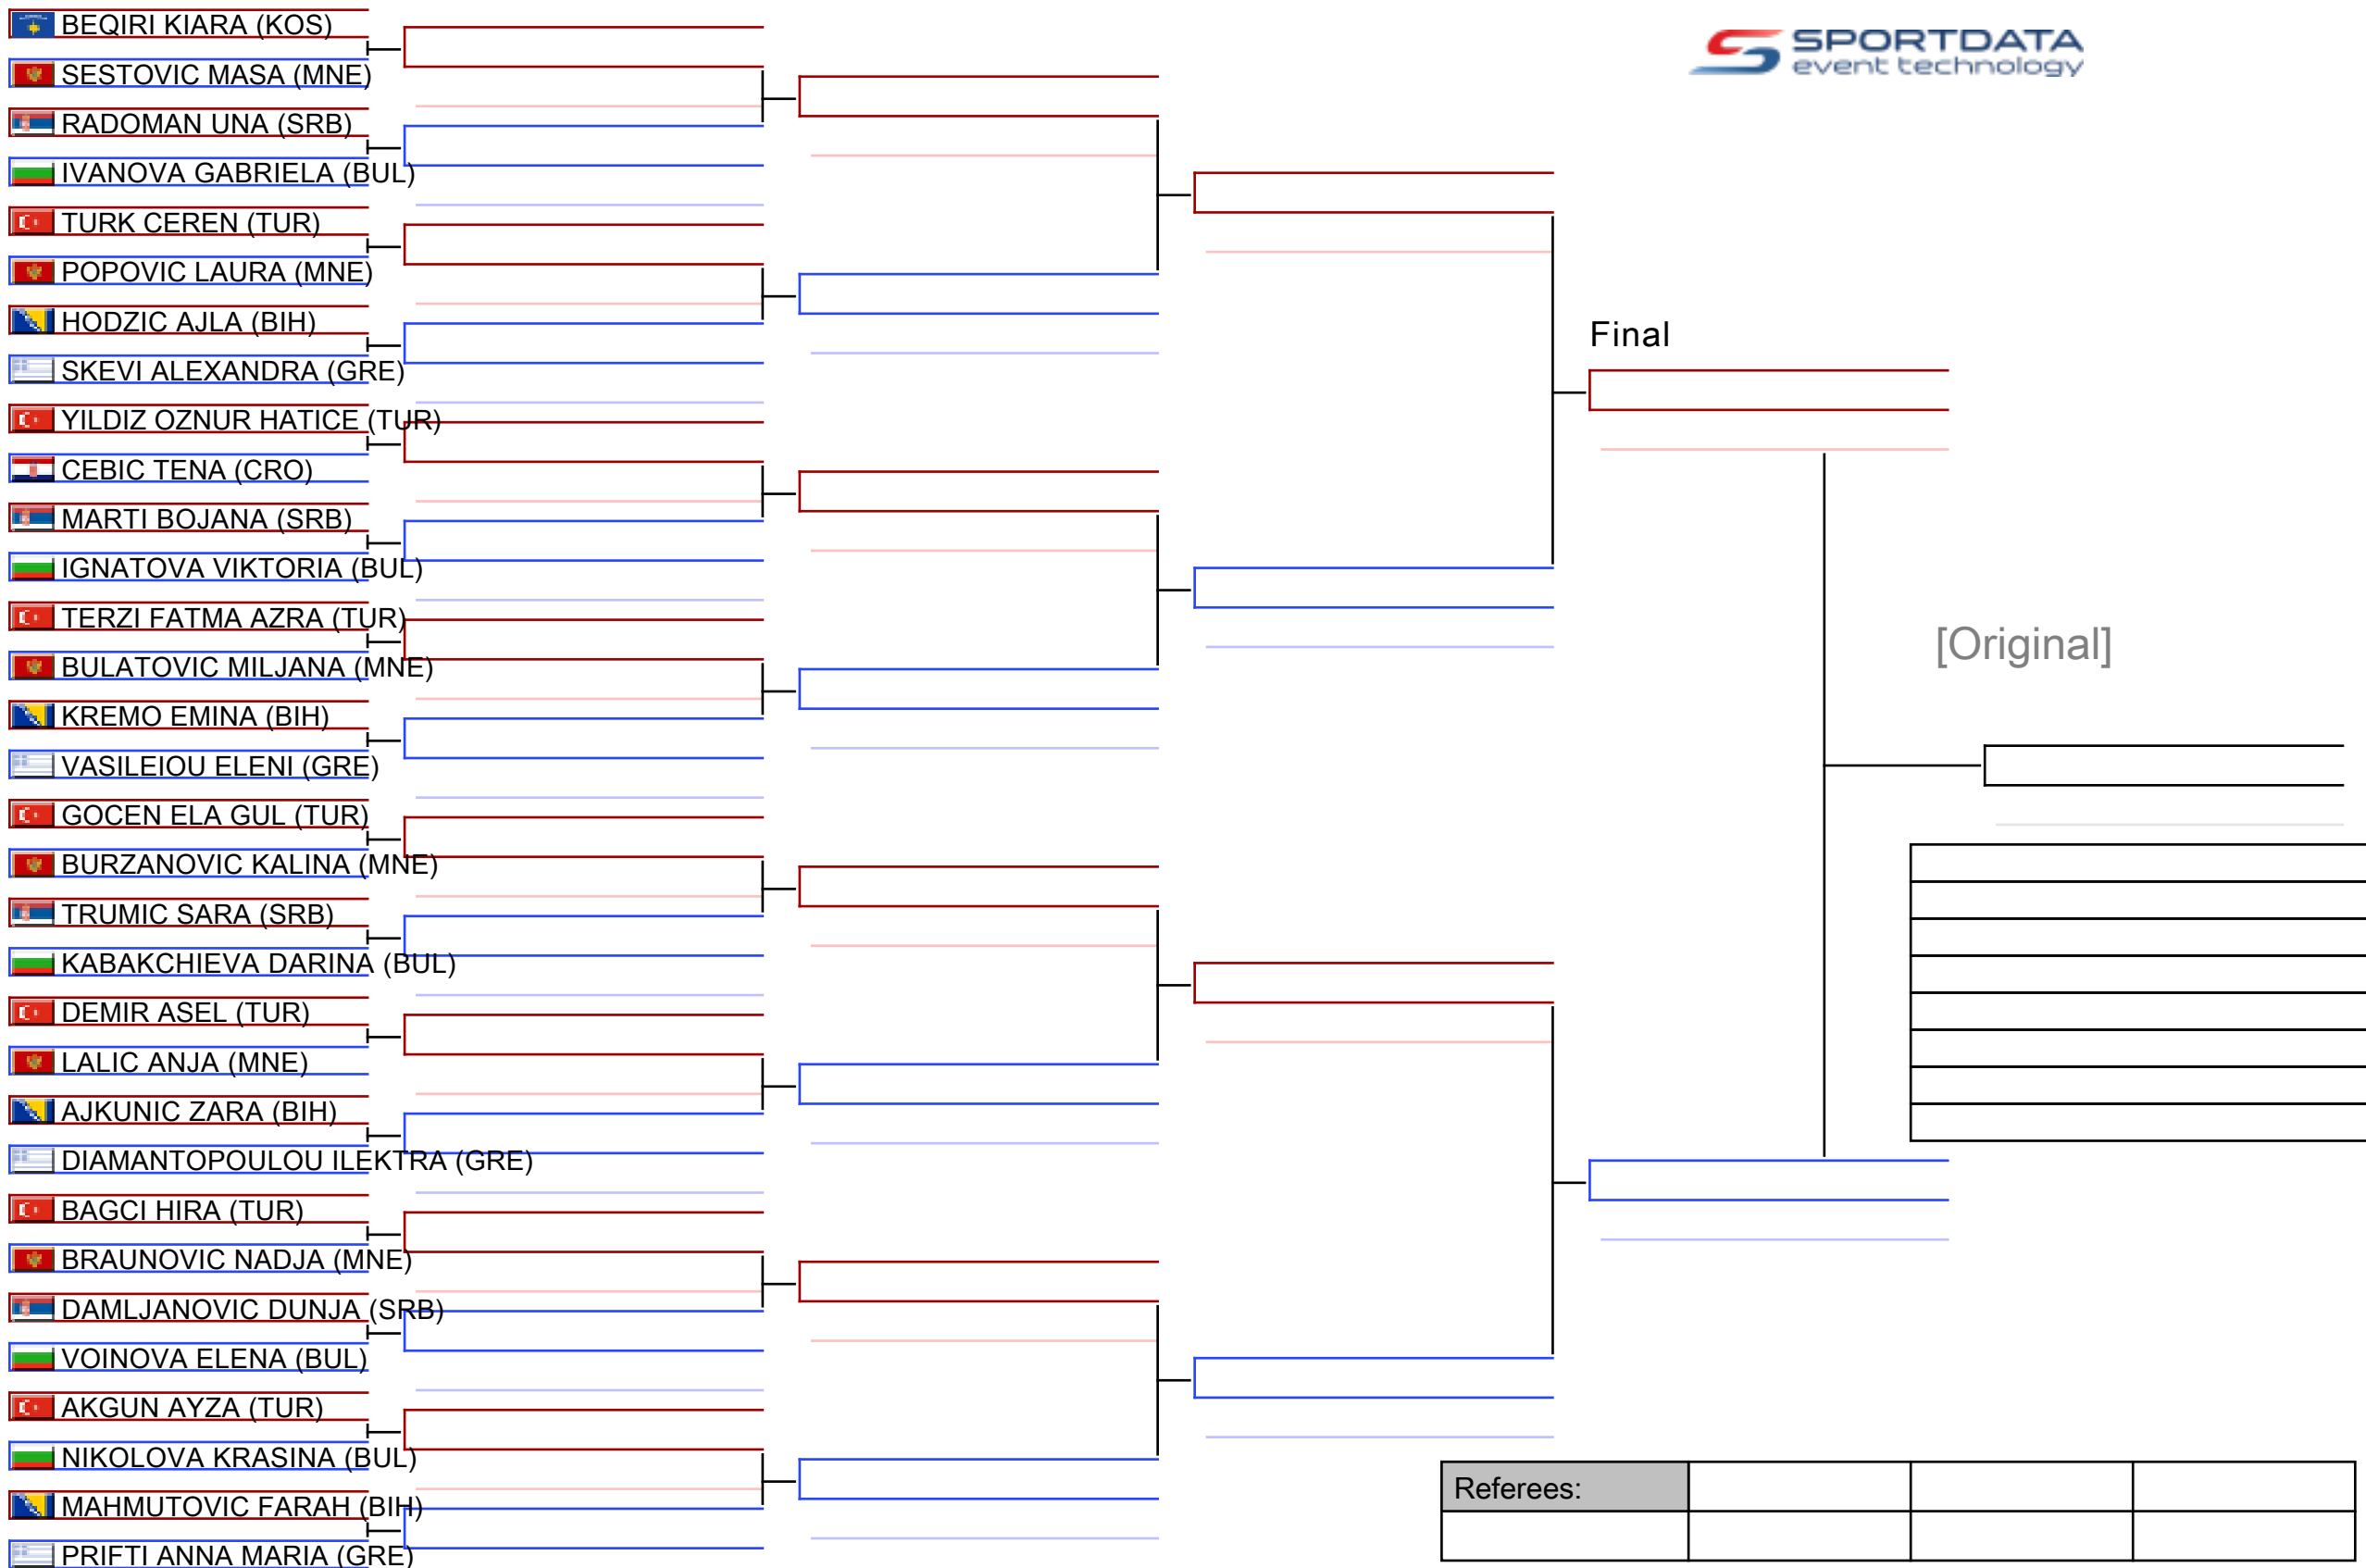 BEQIRI KIARA (KOS)
SESTOVIC MASA (MNE)
RADOMAN UNA (SRB)
IVANOVA GABRIELA (BUL)
TURK CEREN (TUR)
POPOVIC LAURA (MNE)
HODZIC AJLA (BIH)
SKEVI ALEXANDRA (GRE)
YILDIZ OZNUR HATICE (TUR)
CEBIC TENA (CRO)
MARTI BOJANA (SRB)
IGNATOVA VIKTORIA (BUL)
TERZI FATMA AZRA (TUR)
BULATOVIC MILJANA (MNE)
KREMO EMINA (BIH)
VASILEIOU ELENI (GRE)
GOCEN ELA GUL (TUR)
BURZANOVIC KALINA (MNE)
TRUMIC SARA (SRB)
KABAKCHIEVA DARINA (BUL)
DEMIR ASEL (TUR)
LALIC ANJA (MNE)
AJKUNIC ZARA (BIH)
DIAMANTOPOULOU ILEKTRA (GRE)
BAGCI HIRA (TUR)
BRAUNOVIC NADJA (MNE)
DAMLJANOVIC DUNJA (SRB)
VOINOVA ELENA (BUL)
AKGUN AYZA (TUR)
NIKOLOVA KRASINA (BUL)
MAHMUTOVIC FARAH (BIH)
PRIFTI ANNA MARIA (GRE)
SPORTDATA
event technology
Final
[Original]
Referees: